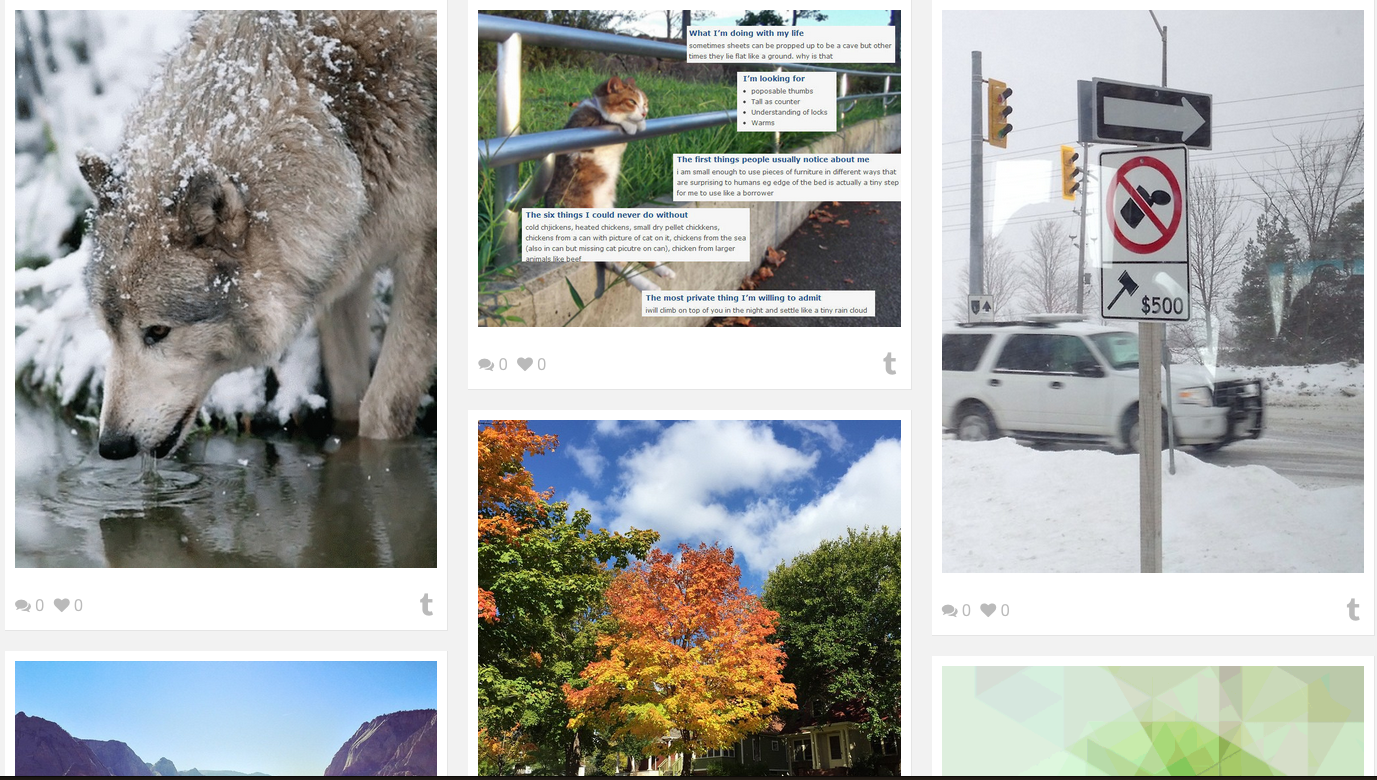 What I'm doing with my life
sometimes sheets can be propped up to be a cave but other
times they lie flat like a ground. why is that
I'm looking for
• poposable thumbs
• Tall as counter
• Understanding of locks
• Warms
The first things people usually notice about me
i am small enough to use pieces of furniture in different ways that
are surprising to humans eg edge of the bed is actually a tiny step
for me to use like a borrower
The six things I could never do without
cold chjickens, heated chickens, small dry pellet chickkens,
chickens from a can with picture of cat on it, chickens from the sea
(also in can but missing cat picutre on can), chicken from larger
animals like beef
The most private thing I'm willing to admit
iwill climb on top of you in the night and settle like a tiny rain cloud
0 0 t
$500
0 0 t
0 0 t